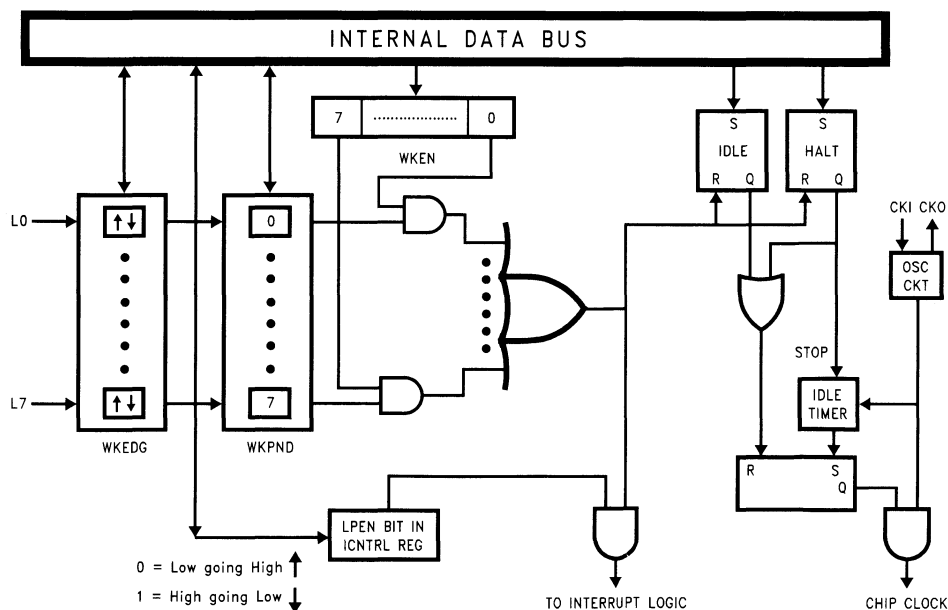 INTERNAL DATA BUS
7 0
WKEN
S
IDLE
R Q
S
HALT
R Q
CKI CKO
OSC
CKT
L0
0
L7
7
WKEDG
WKPND
STOP
IDLE
TIMER
R S
Q
LPEN BIT IN
ICNTRL REG
0 = Low going High
1 = High going Low
TO INTERRUPT LOGIC
CHIP CLOCK